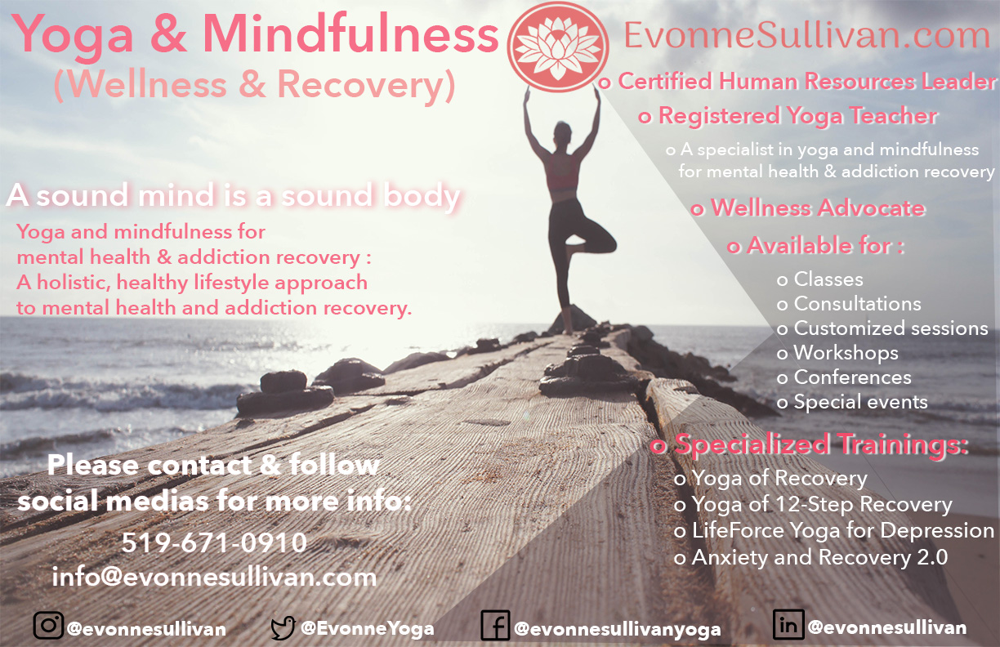 Yoga & Mindfulness
(Wellness & Recovery)
EvonneSullivan.com
o Certified Human Resources Leader
o Registered Yoga Teacher
o A specialist in yoga and mindfulness
for mental health & addiction recovery
o Wellness Advocate
o Available for :
o Classes
o Consultations
o Customized sessions
o Workshops
o Conferences
o Special events
o Specialized Trainings:
o Yoga of Recovery
o Yoga of 12-Step Recovery
o LifeForce Yoga for Depression
o Anxiety and Recovery 2.0
A sound mind is a sound body
Yoga and mindfulness for
mental health & addiction recovery :
A holistic, healthy lifestyle approach
to mental health and addiction recovery.
Please contact & follow
social medias for more info:
519-671-0910
info@evonnesullivan.com
@evonnesullivan
@EvonneYoga
@evonnesullivanyoga
@evonnesullivan